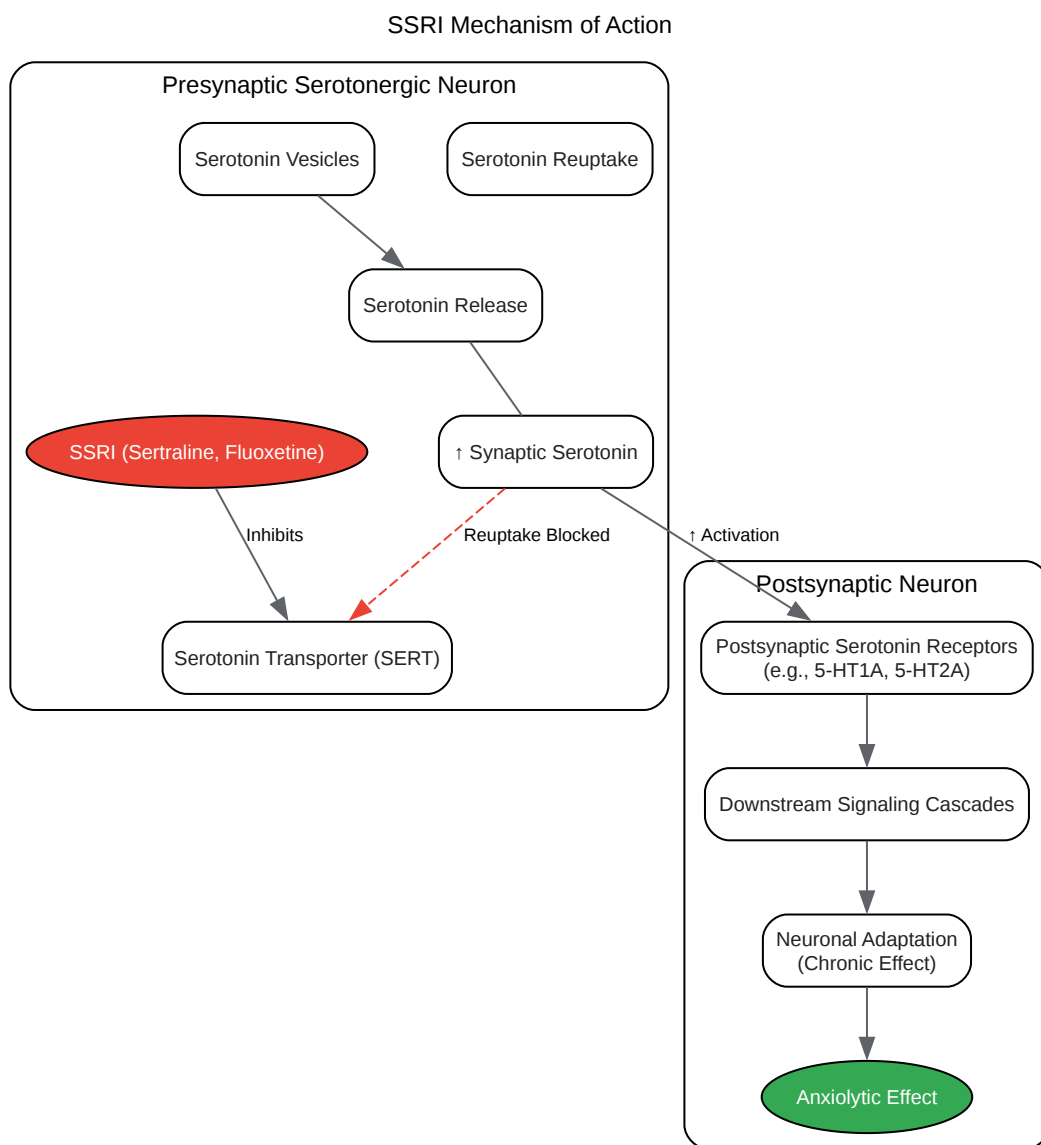 SSRI Mechanism of Action
Presynaptic Serotonergic Neuron
Serotonin Vesicles
Serotonin Reuptake
Serotonin Release
SSRI (Sertraline, Fluoxetine)
↑ Synaptic Serotonin
Inhibits
Reuptake Blocked
↑ Activation
Serotonin Transporter (SERT)
Postsynaptic Neuron
Postsynaptic Serotonin Receptors
(e.g., 5-HT1A, 5-HT2A)
Downstream Signaling Cascades
Neuronal Adaptation
(Chronic Effect)
Anxiolytic Effect